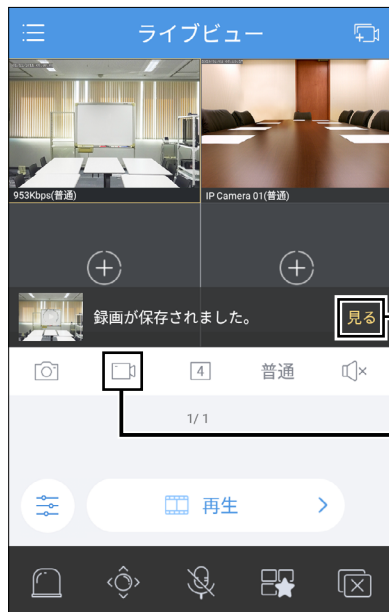 ライブビュー
953Kbps(普通)
IP Camera 01(普通)
録画が保存されました。
見る
4
普通
1/1
再生